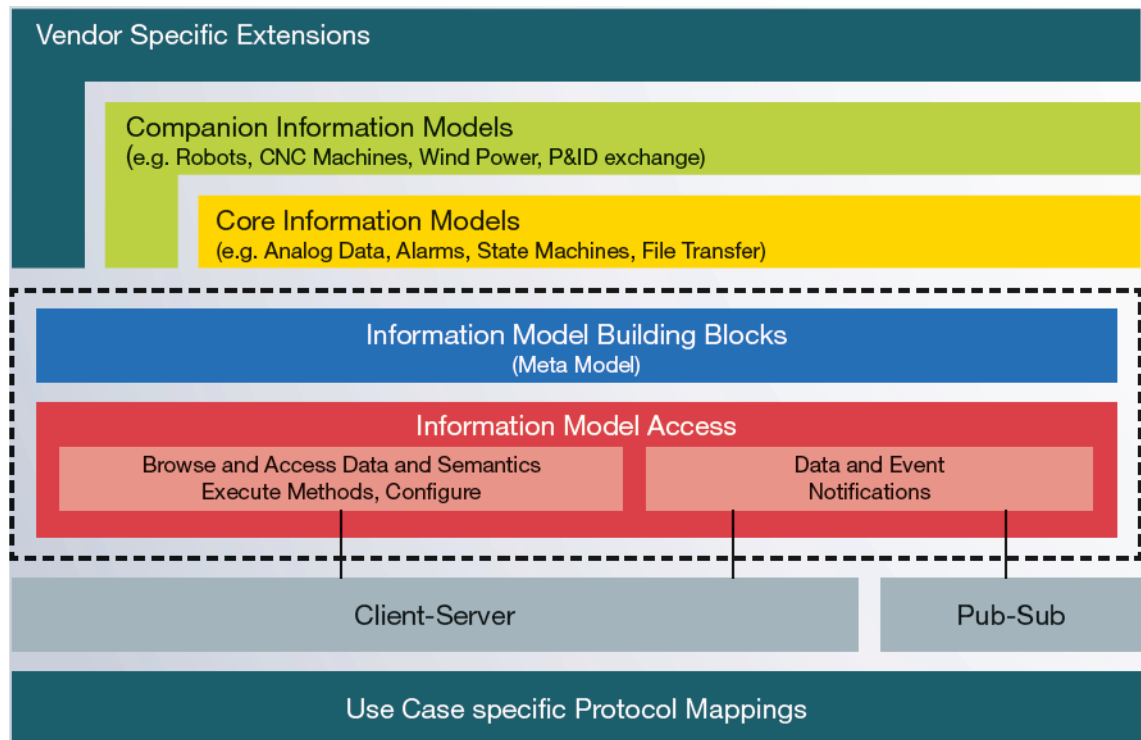 Vendor Specific Extensions
Companion Information Models
(e.g. Robots, CNC Machines, Wind Power, P&ID exchange)
Core Information Models
(e.g. Analog Data, Alarms, State Machines, File Transfer)
Information Model Building Blocks
(Meta Model)
Information Model Access
Browse and Access Data and Semantics
Execute Methods, Configure
Data and Event
Notifications
Client-Server
Pub-Sub
Use Case specific Protocol Mappings